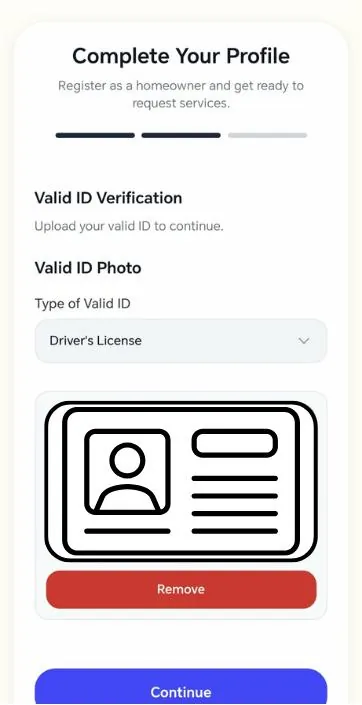 Complete Your Profile
Register as a homeowner and get ready to
request services.
Valid ID Verification
Upload your valid ID to continue.
Valid ID Photo
Type of Valid ID
Driver's License
Remove
Continue